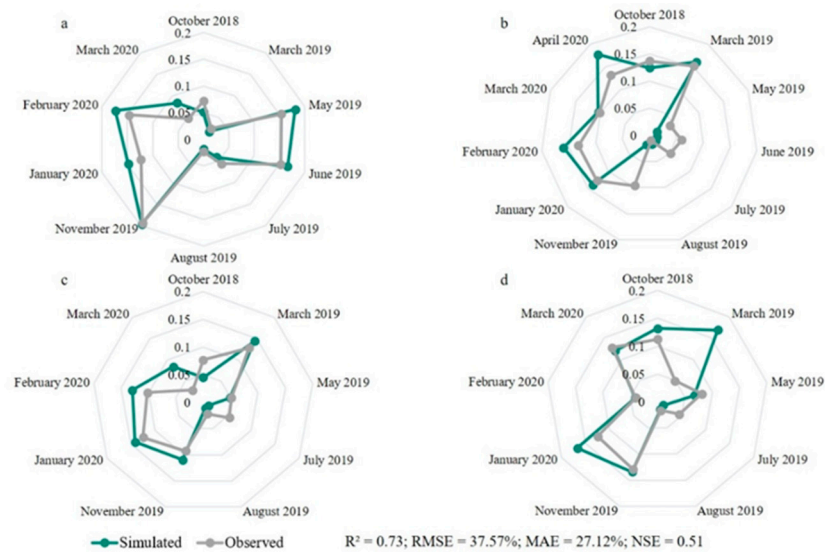 a
October 2018
0.2
0.15
0.1
0.05
0
March 2019
May 2019
June 2019
July 2019
August 2019
November 2019
January 2020
February 2020
March 2020
b
October 2018
0.2
0.15
0.1
0.05
0
March 2019
May 2019
June 2019
July 2019
August 2019
November 2019
January 2020
February 2020
March 2020
April 2020
c
October 2018
0.2
0.15
0.1
0.05
0
March 2019
May 2019
July 2019
August 2019
November 2019
January 2020
February 2020
March 2020
d
October 2018
0.2
0.15
0.1
0.05
0
March 2019
May 2019
July 2019
August 2019
November 2019
January 2020
February 2020
March 2020
Simulated Observed R² = 0.73; RMSE = 37.57%; MAE = 27.12%; NSE = 0.51